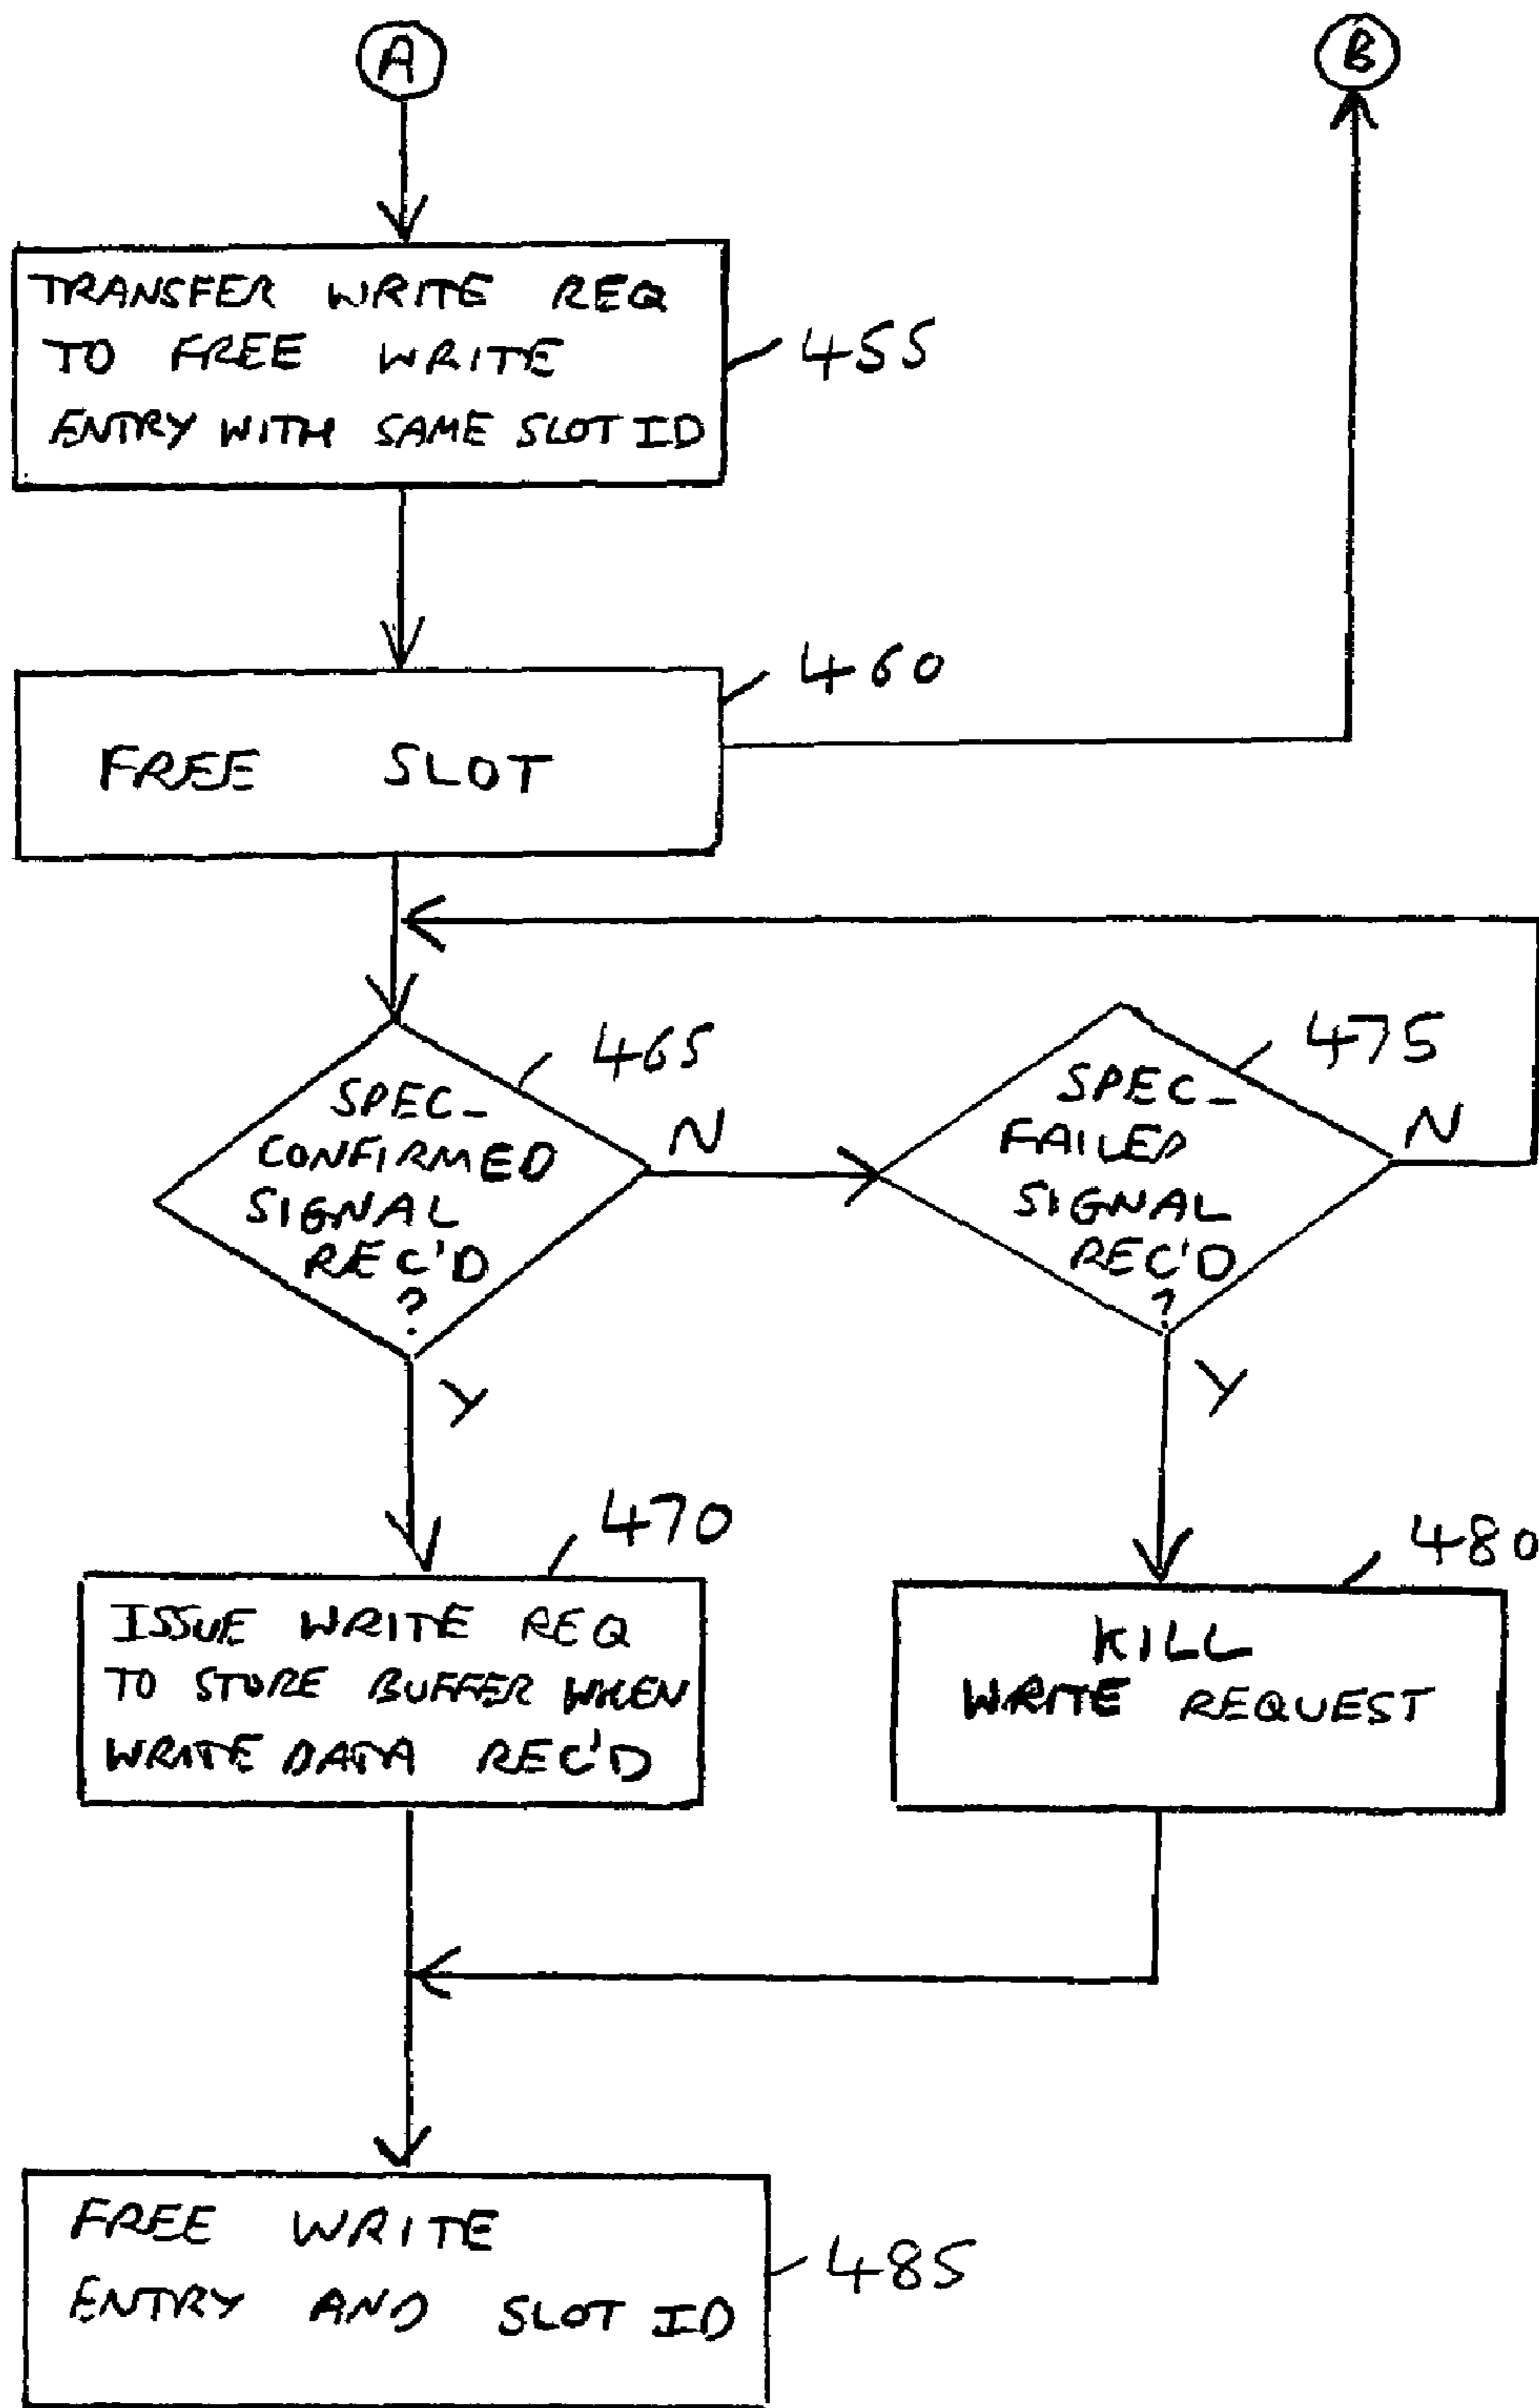 A
B
TRANSFER WRITE REQ
TO FREE WRITE
ENTRY WITH SAME SLOT ID
455
460
FREE SLOT
465
SPEC-
CONFIRMED
SIGNAL
REC'D
?
N
475
SPEC-
FAILED
SIGNAL
REC'D
?
N
Y
Y
470
ISSUE WRITE REQ
TO STORE BUFFER WHEN
WRITE DATA REC'D
480
KILL
WRITE REQUEST
FREE WRITE
ENTRY AND SLOT ID
485